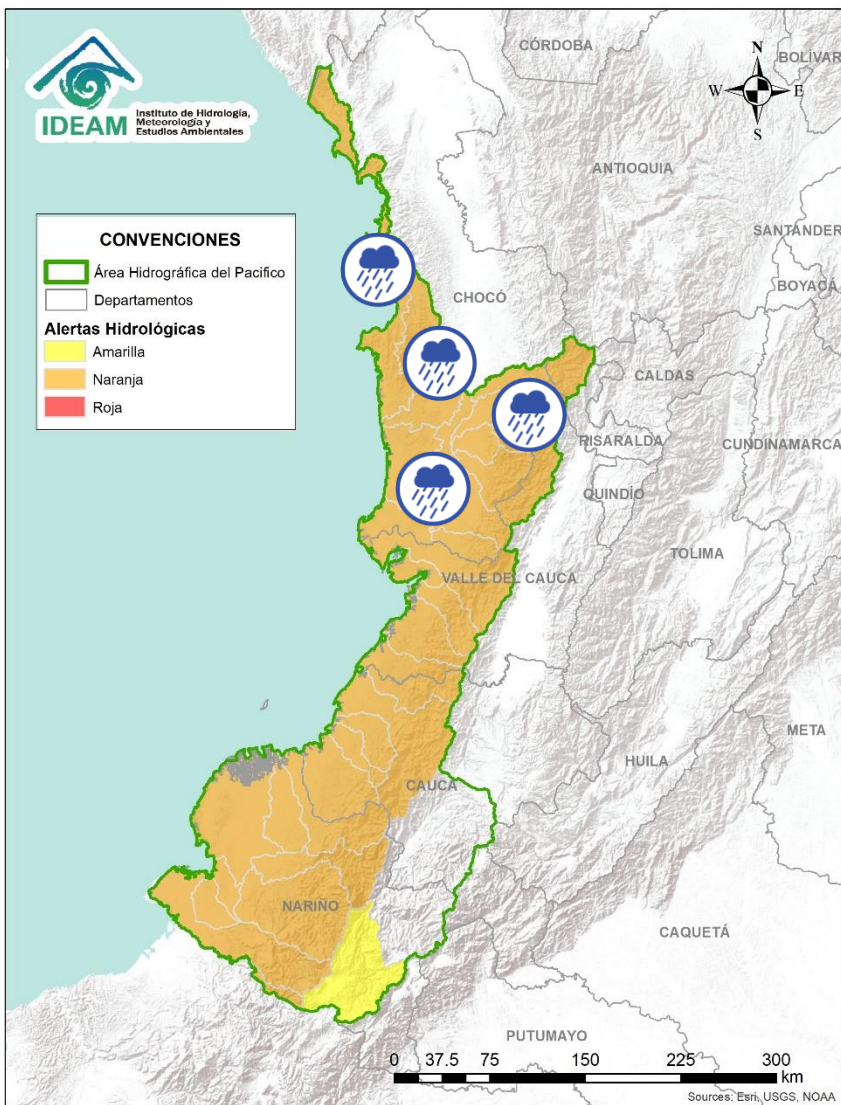 IDEAM
Instituto de Hidrología,
Meteorología y
Estudios Ambientales
CÓRDOBA
BOLÍVAR
N
W
E
S
ANTIOQUIA
SANTANDER
BOYACÁ
CONVENCIONES
Área Hidrográfica del Pacifico
Departamentos
Alertas Hidrológicas
Amarilla
Naranja
Roja
CHOCÓ
CALDAS
RISARALDA
CUNDINAMARCA
QUINDÍO
TOLIMA
VALLE DEL CAUCA
META
HUILA
CAUCA
NARIÑO
CAQUETÁ
PUTUMAYO
0 37.5 75 150 225 300
km
Sources: Esri, USGS, NOAA